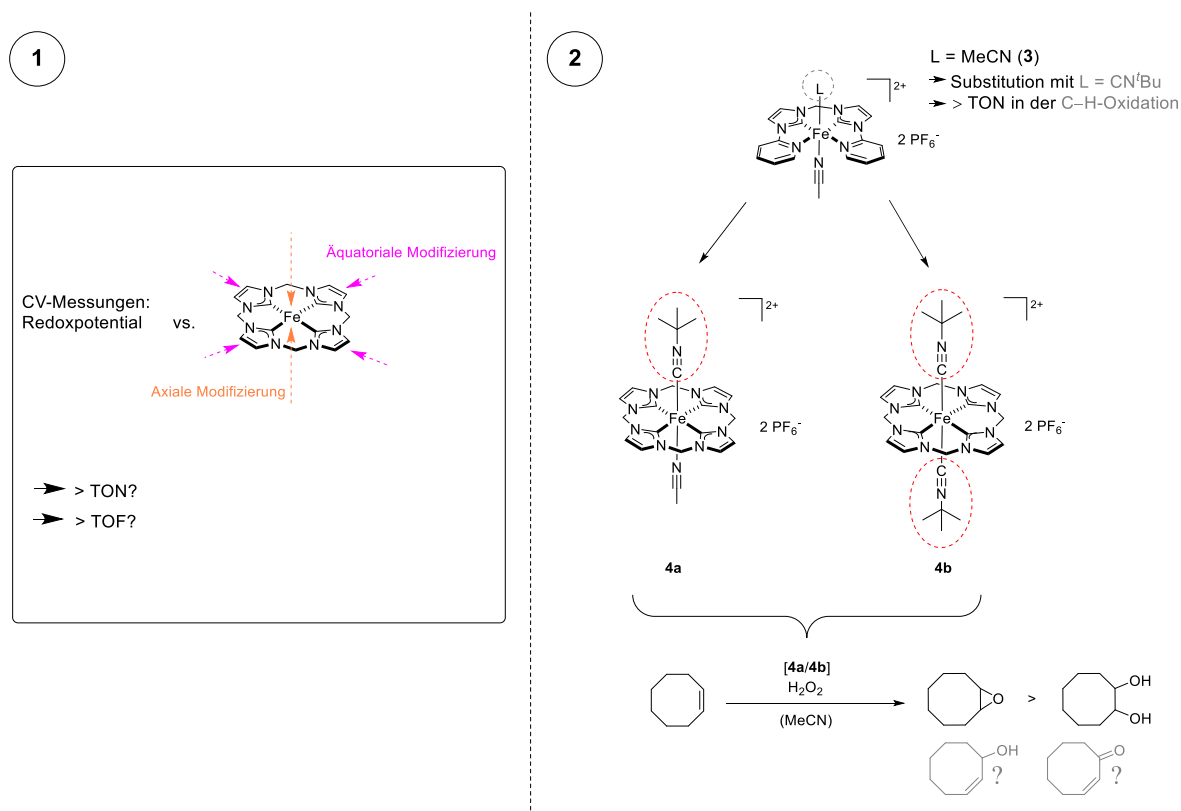 1
CV-Messungen:
Redoxpotential
vs.
Äquatoriale Modifizierung
N N N N
Fe
N N N N
Axiale Modifizierung
> TON?
> TOF?
2
L = MeCN (3)
Substitution mit L = CNᵗBu
> TON in der C–H-Oxidation
L
2+
N N N N
Fe
N N
N
2 PF₆⁻
2+
N
C
N N N N
Fe
N N N N
N
2 PF₆⁻
4a
2+
N
C
N N N N
Fe
N N N N
C
N
2 PF₆⁻
4b
[4a/4b]
H₂O₂
(MeCN)
O
>
OH
OH
OH
?
O
?